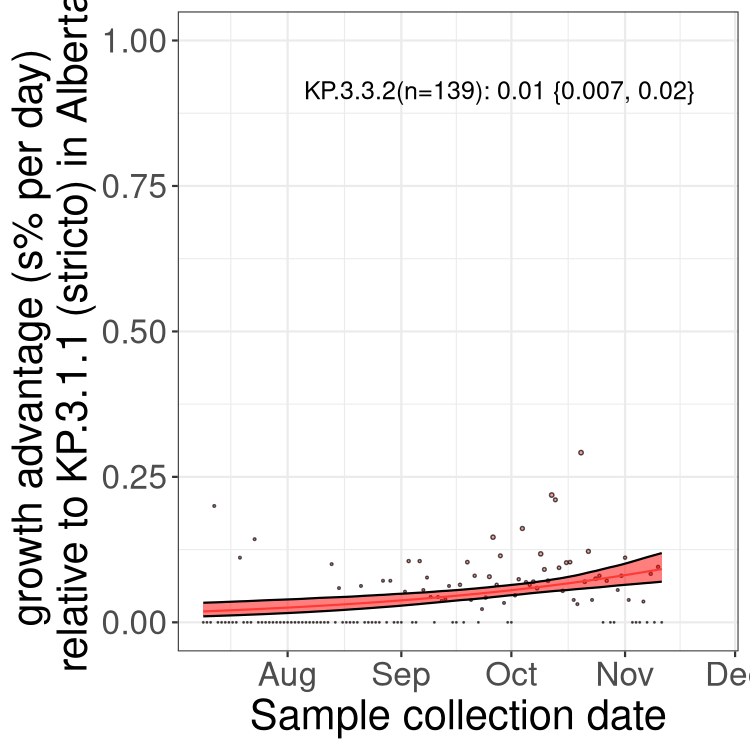 growth advantage (s% per day)
relative to KP.3.1.1 (stricto) in Alberta
1.00
0.75
0.50
0.25
0.00
KP.3.3.2(n=139): 0.01 {0.007, 0.02}
Aug Sep Oct Nov De
Sample collection date